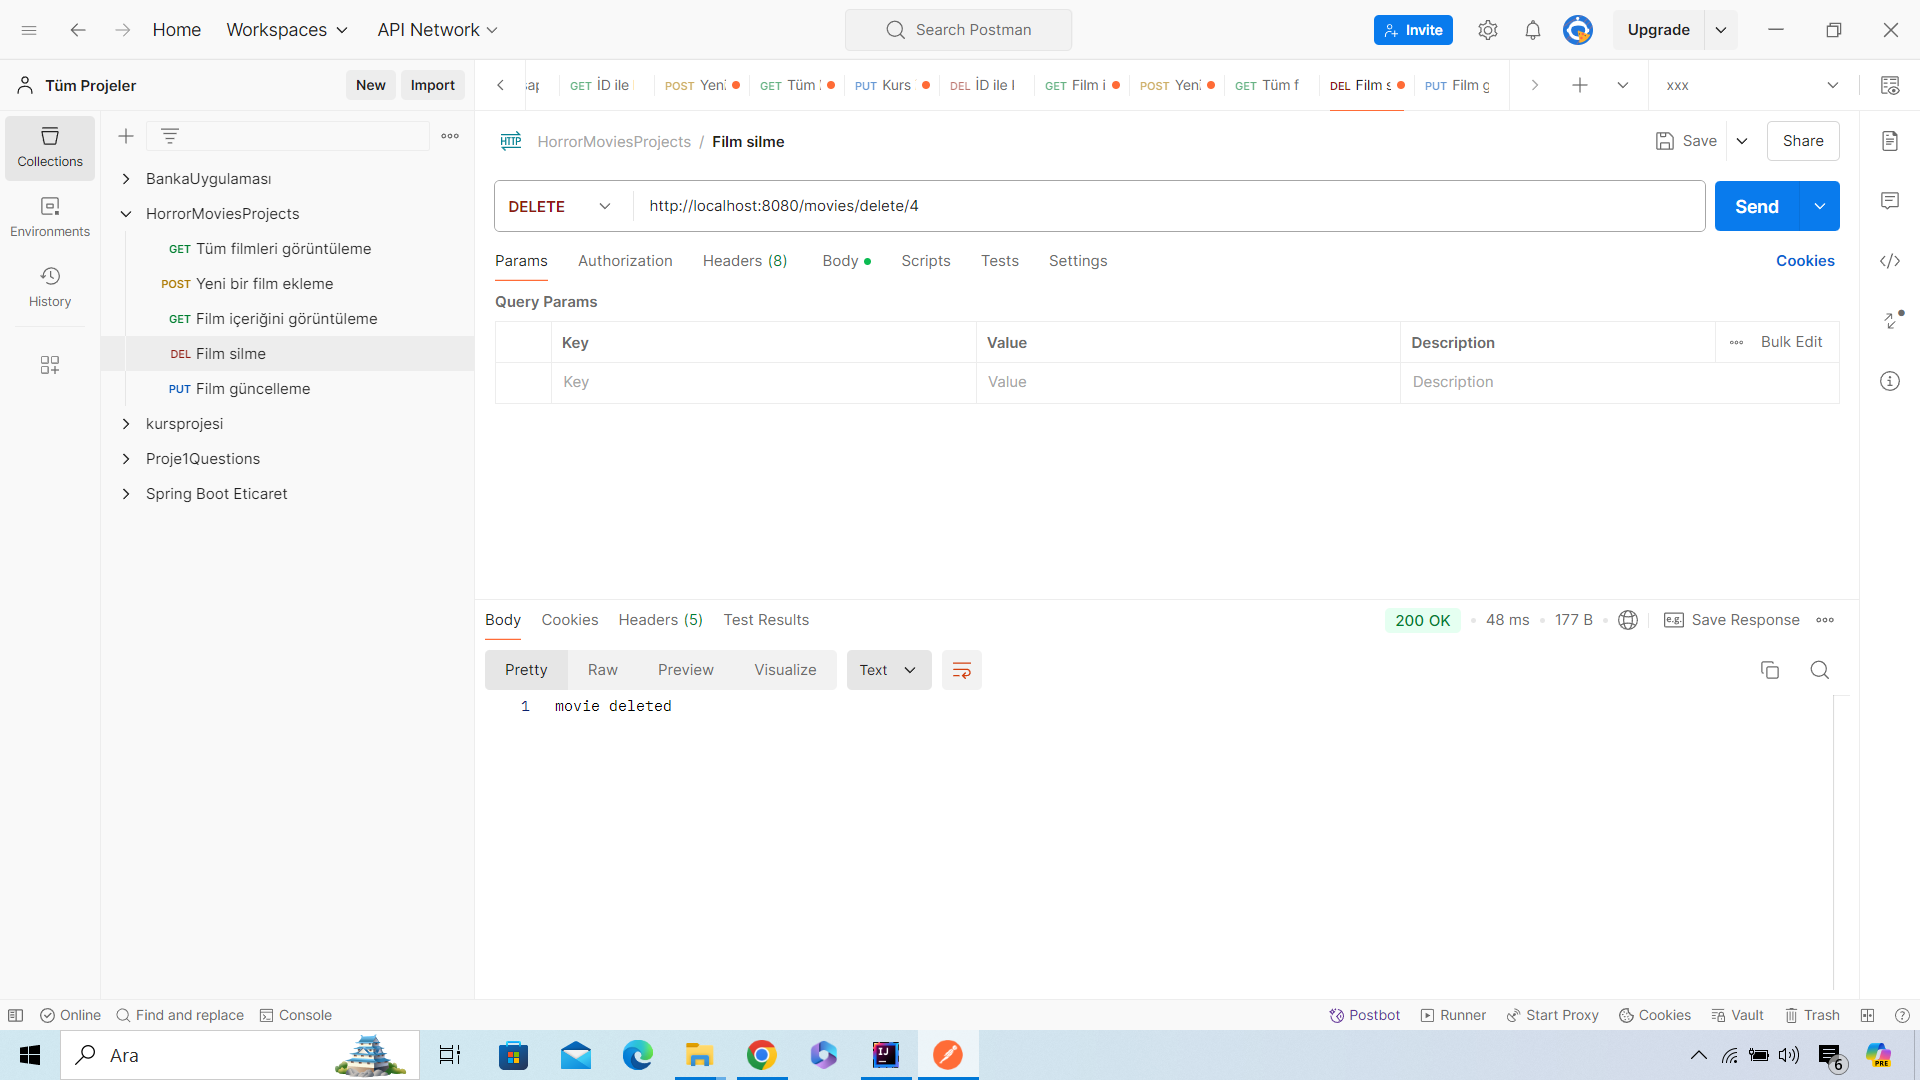 Home Workspaces API Network Search Postman Invite Upgrade
Tüm Projeler New Import
GET İD ile POST Yeni GET Tüm PUT Kurs DEL İD ile GET Film i POST Yeni GET Tüm f DEL Film s PUT Film g xxx
Collections
Environments
History
BankaUygulaması
HorrorMoviesProjects
GET Tüm filmleri görüntüleme
POST Yeni bir film ekleme
GET Film içeriğini görüntüleme
DEL Film silme
PUT Film güncelleme
kursprojesi
Proje1Questions
Spring Boot Eticaret
HTTP HorrorMoviesProjects / Film silme Save Share
DELETE http://localhost:8080/movies/delete/4 Send
Params Authorization Headers (8) Body Scripts Tests Settings Cookies
Query Params
Key Value Description Bulk Edit
Key Value Description
Body Cookies Headers (5) Test Results 200 OK 48 ms 177 B e.g. Save Response
Pretty Raw Preview Visualize Text
1 movie deleted
Online Find and replace Console Postbot Runner Start Proxy Cookies Vault Trash
Ara IJ 6 PRE